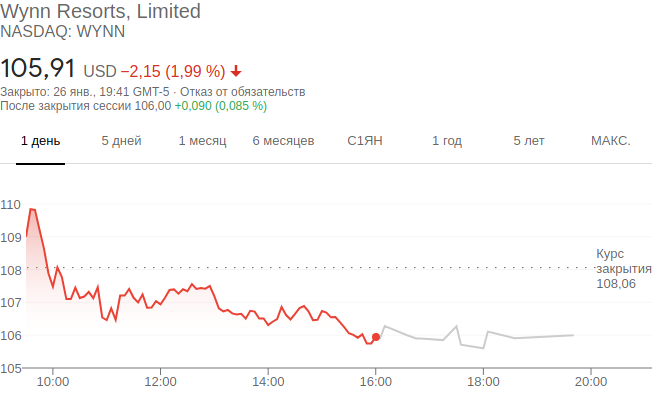 Wynn Resorts, Limited
NASDAQ: WYNN
105,91 USD −2,15 (1,99 %)
Закрыто: 26 янв., 19:41 GMT-5 · Отказ от обязательств
После закрытия сессии 106,00 +0,090 (0,085 %)
1 день 5 дней 1 месяц 6 месяцев С1ЯН 1 год 5 лет МАКС.
110
109
Курс
закрытия
108
108,06
107
106
105
10:00 12:00 14:00 16:00 18:00 20:00